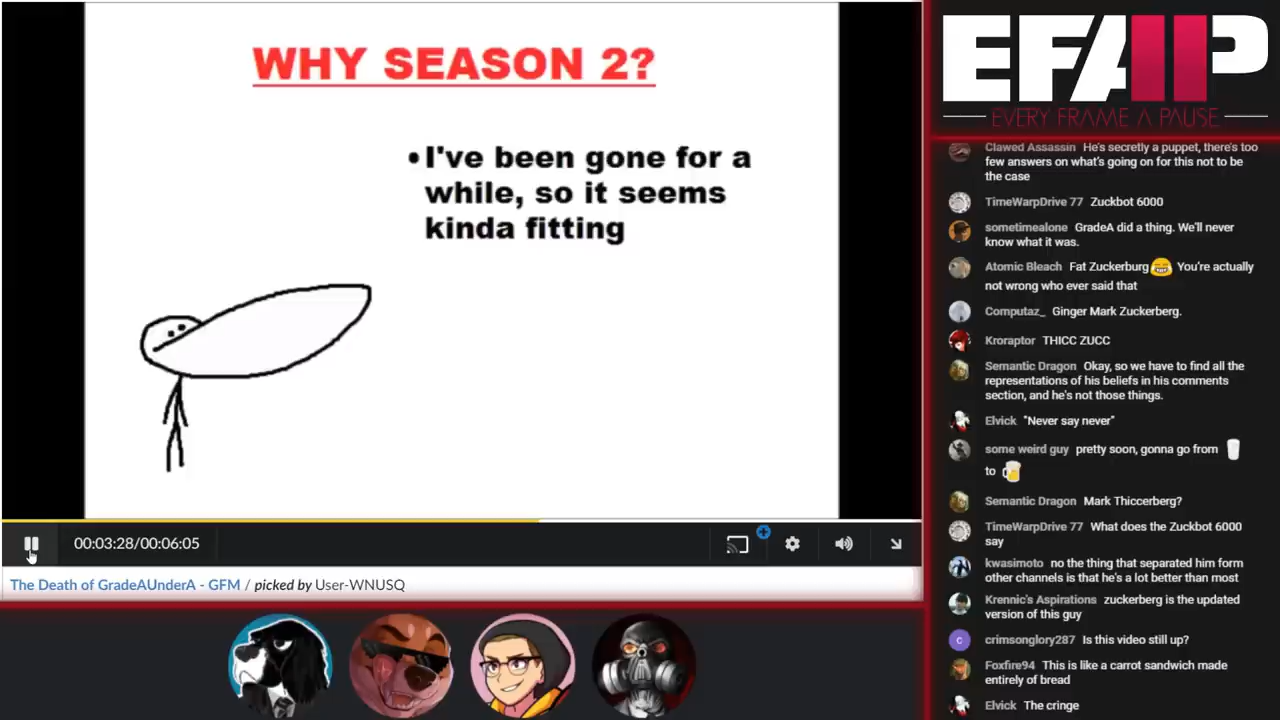 WHY SEASON 2?
•I've been gone for a
while, so it seems
kinda fitting
00:03:28/00:06:05
The Death of GradeAUnderA - GFM / picked by User-WNUSQ
EFAP
EVERY FRAME A PAUSE
Clawed Assassin He's secretly a puppet, there's too
few answers on what's going on for this not to be
the case
TimeWarpDrive 77 Zuckbot 6000
sometimealone GradeA did a thing. We'll never
know what it was.
Atomic Bleach Fat Zuckerburg😄 You're actually
not wrong who ever said that
Computaz_ Ginger Mark Zuckerberg.
Kroraptor THICC ZUCC
Semantic Dragon Okay, so we have to find all the
representations of his beliefs in his comments
section, and he's not those things.
Elvick "Never say never"
some weird guy pretty soon, gonna go from 🥛
to 🍺
Semantic Dragon Mark Thiccerberg?
TimeWarpDrive 77 What does the Zuckbot 6000
say
kwasimoto no the thing that separated him form
other channels is that he's a lot better than most
Krennic's Aspirations zuckerberg is the updated
version of this guy
C crimsonglory287 Is this video still up?
Foxfire94 This is like a carrot sandwich made
entirely of bread
Elvick The cringe